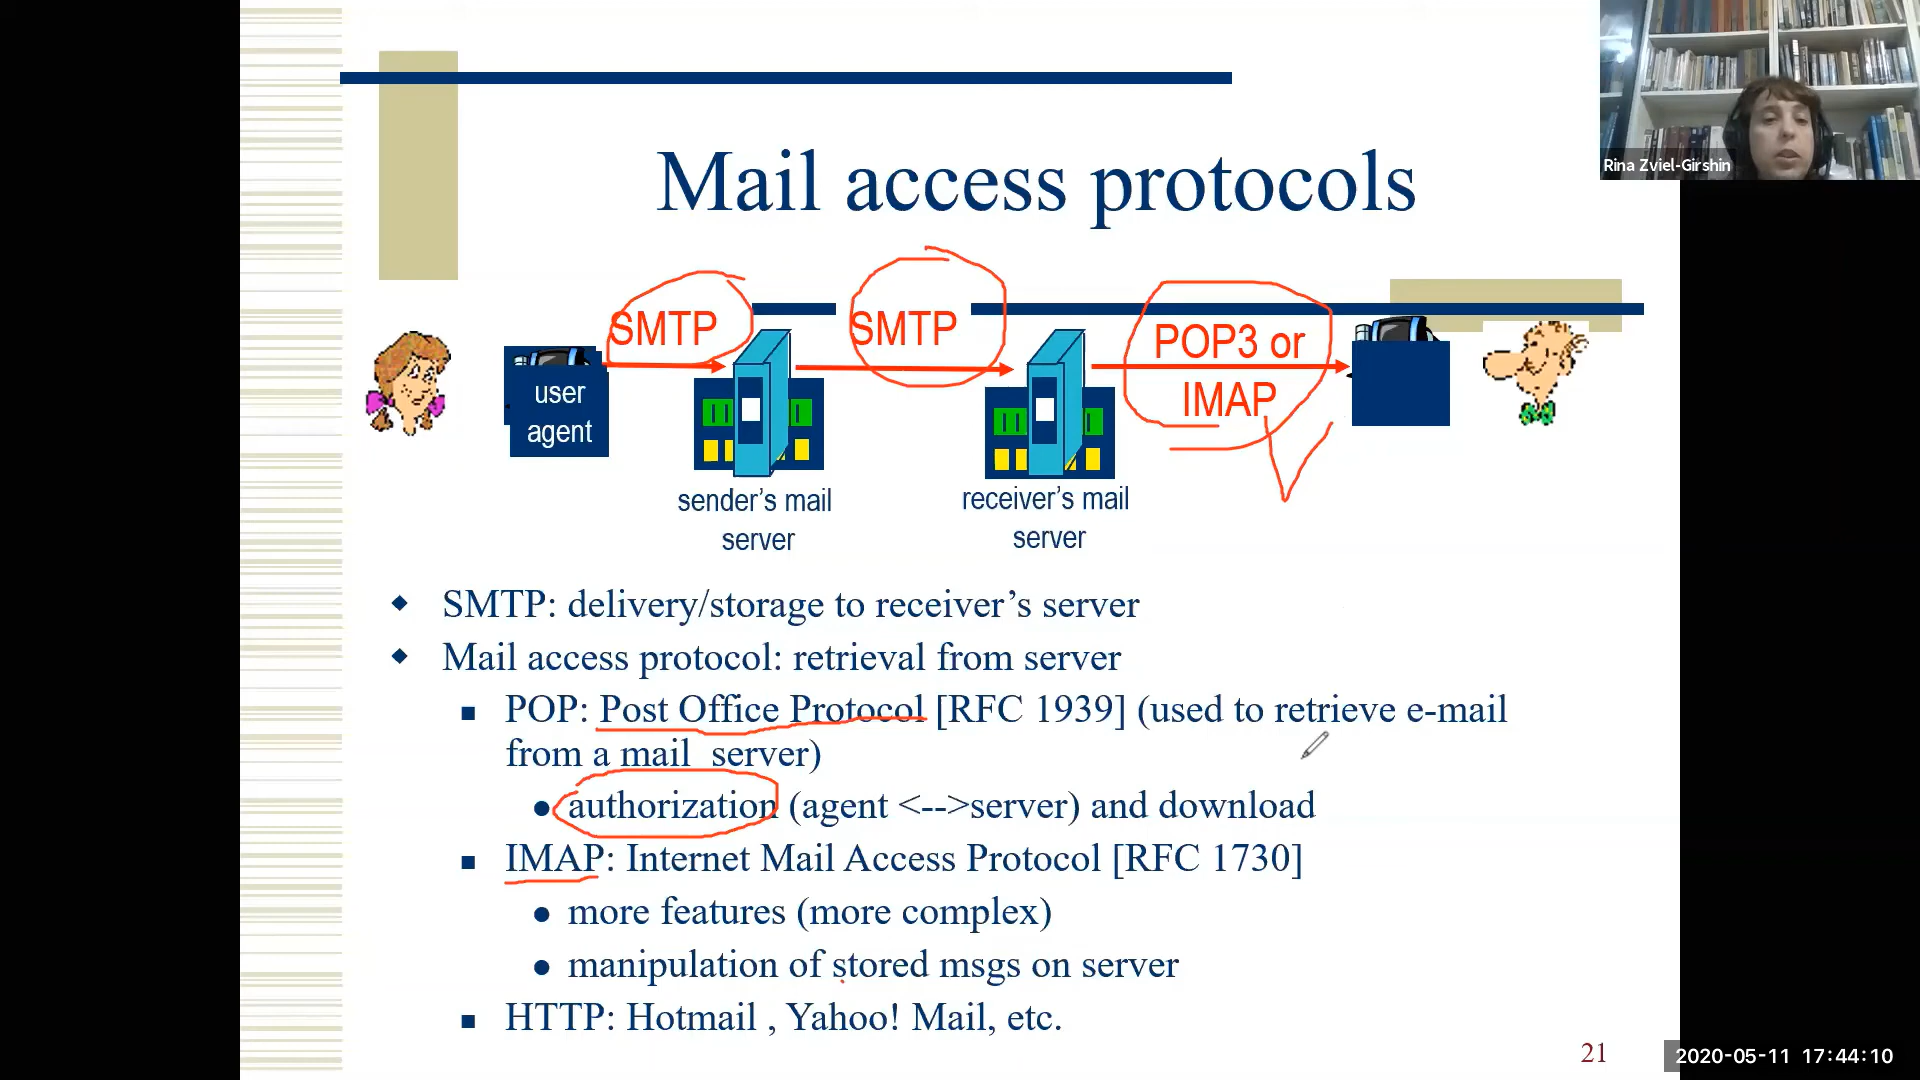 Rina Zviel-Girshin
Mail access protocols
SMTP
SMTP
POP3 or
IMAP
user
agent
sender’s mail
server
receiver’s mail
server
SMTP: delivery/storage to receiver’s server
Mail access protocol: retrieval from server
POP: Post Office Protocol [RFC 1939] (used to retrieve e-mail
from a mail server)
authorization (agent <-->server) and download
IMAP: Internet Mail Access Protocol [RFC 1730]
more features (more complex)
manipulation of stored msgs on server
HTTP: Hotmail , Yahoo! Mail, etc.
21
2020-05-11 17:44:10